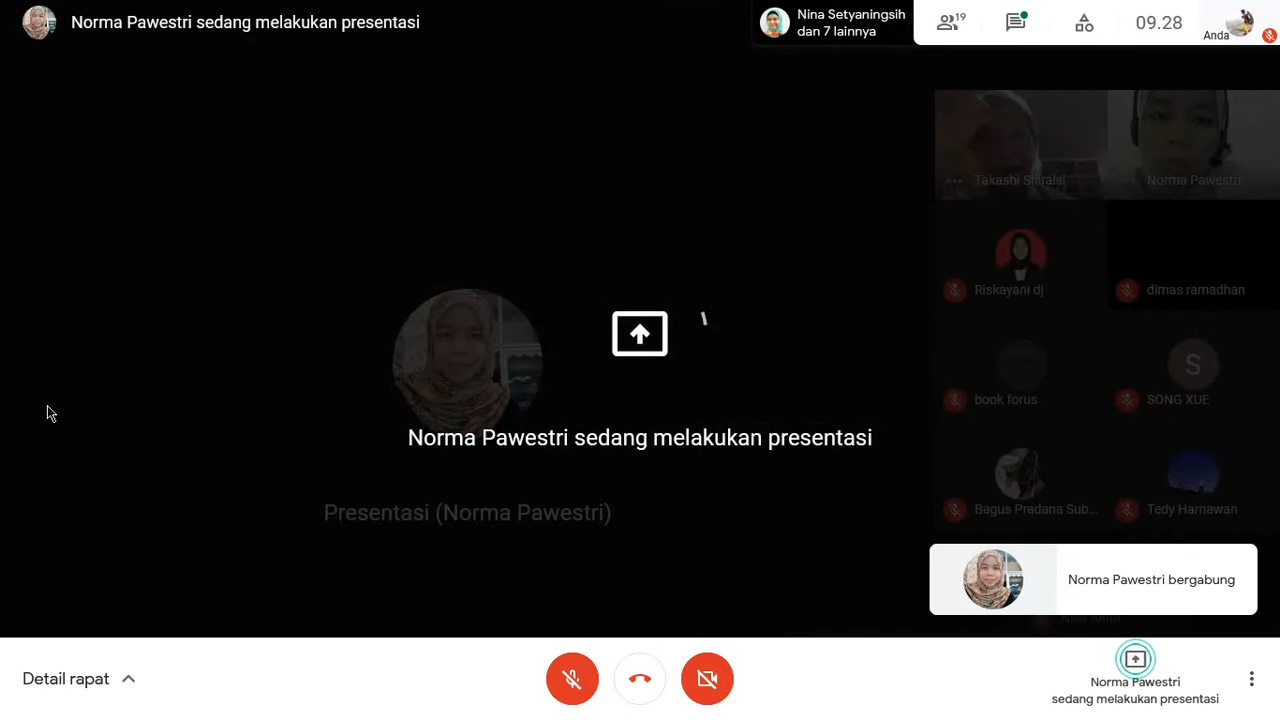 Norma Pawestri sedang melakukan presentasi
Nina Setyaningsih
dan 7 lainnya
19
09.28
Anda
Takashi Shiraisi
Norma Pawestri
Riskayani dj
dimas ramadhan
book forus
S
SONG XUE
Norma Pawestri sedang melakukan presentasi
Presentasi (Norma Pawestri)
Bagus Pradana Sub...
Tedy Harnawan
Norma Pawestri bergabung
Detail rapat
Norma Pawestri
sedang melakukan presentasi